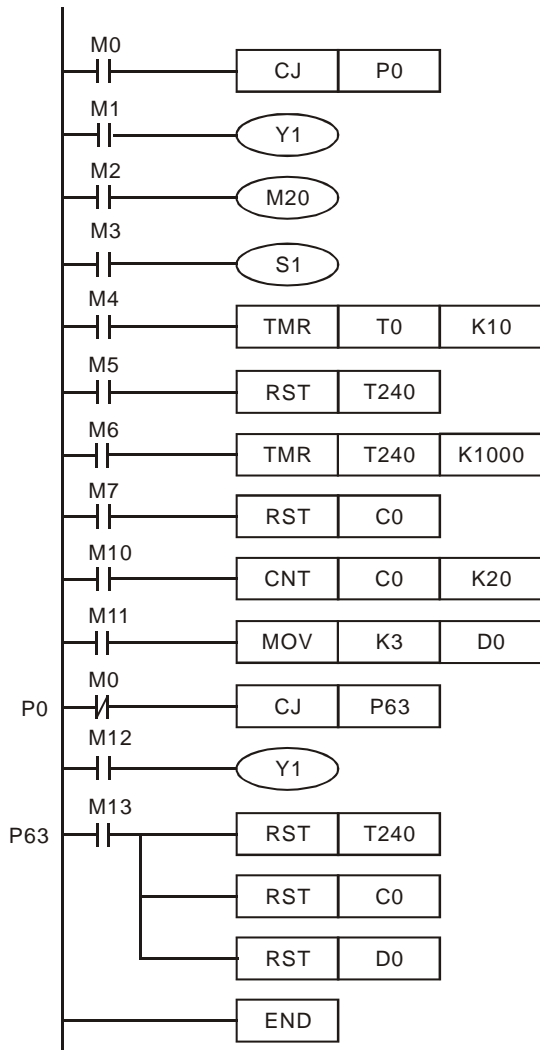 M0
CJ P0
M1
Y1
M2
M20
M3
S1
M4
TMR T0 K10
M5
RST T240
M6
TMR T240 K1000
M7
RST C0
M10
CNT C0 K20
M11
MOV K3 D0
M0
P0 CJ P63
M12
Y1
M13
P63 RST T240
RST C0
RST D0
END